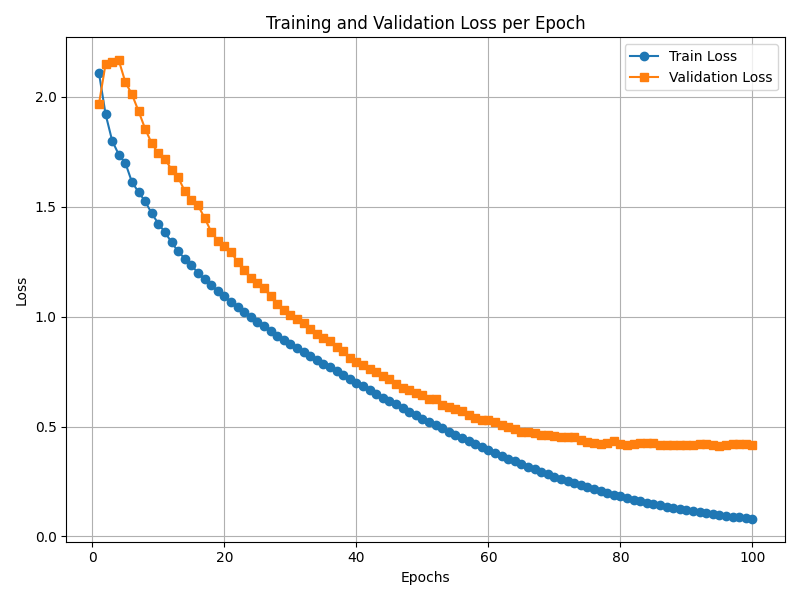 Training and Validation Loss per Epoch
Train Loss
Validation Loss
2.0
1.5
1.0
0.5
0.0
Loss
0 20 40 60 80 100
Epochs